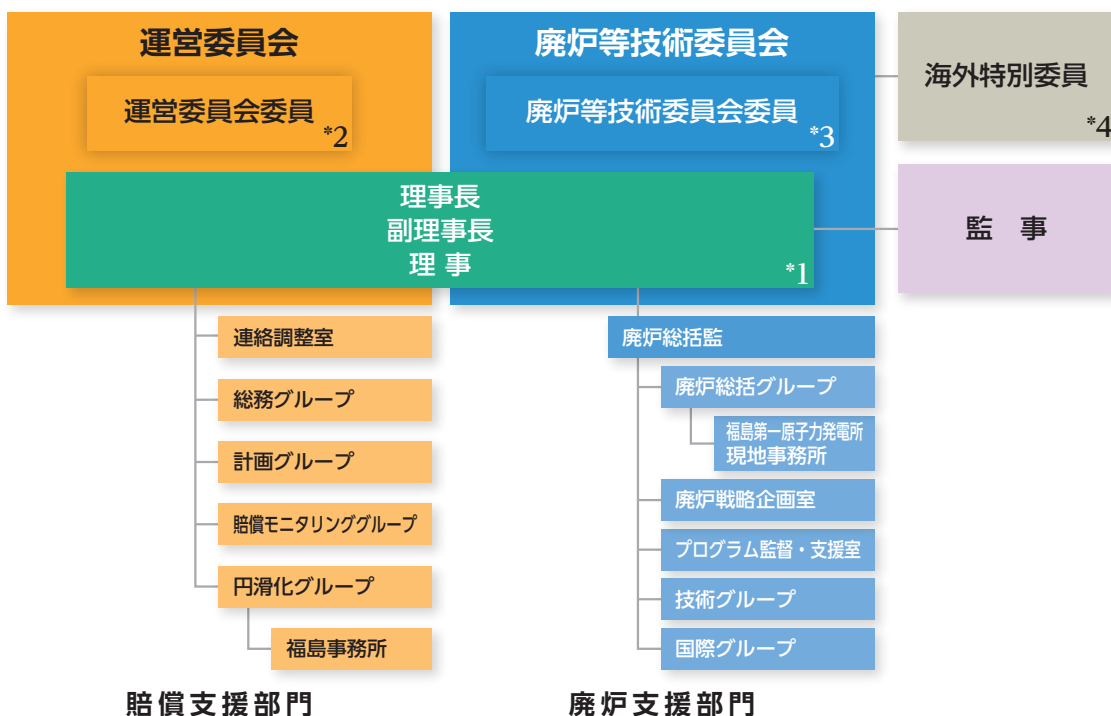 運営委員会
運営委員会委員
*2
廃炉等技術委員会
廃炉等技術委員会委員
*3
海外特別委員
*4
理事長
副理事長
理 事
*1
監 事
連絡調整室
総務グループ
計画グループ
賠償モニタリンググループ
円滑化グループ
福島事務所
賠償支援部門
廃炉総括監
廃炉総括グループ
福島第一原子力発電所
現地事務所
廃炉戦略企画室
プログラム監督・支援室
技術グループ
国際グループ
廃炉支援部門